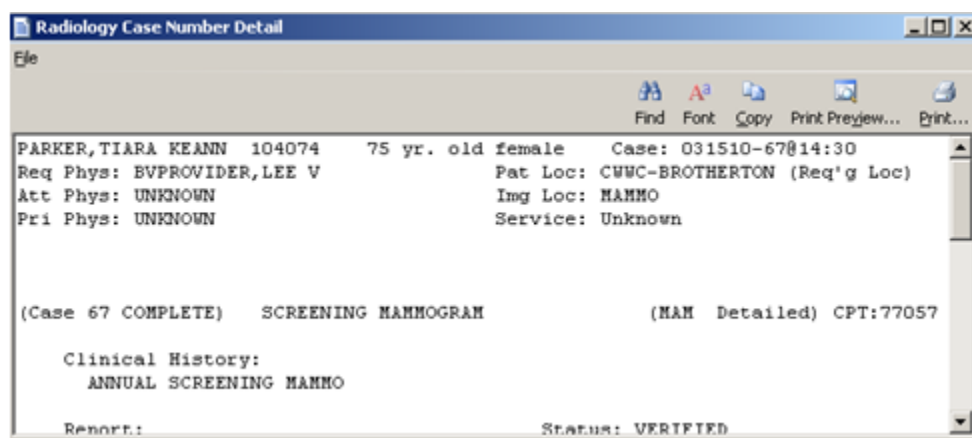 Radiology Case Number Detail
File
Find Font Copy Print Preview... Print...
PARKER,TIARA KEANN 104074 75 yr. old female Case: 031510-67@14:30
Req Phys: BVPROVIDER,LEE V Pat Loc: CWWC-BROTHERTON (Req'g Loc)
Att Phys: UNKNOWN Img Loc: MAMMO
Pri Phys: UNKNOWN Service: Unknown
(Case 67 COMPLETE) SCREENING MAMMOGRAM (MAM Detailed) CPT:77057
Clinical History:
ANNUAL SCREENING MAMMO
Report: Status: VERIFIED